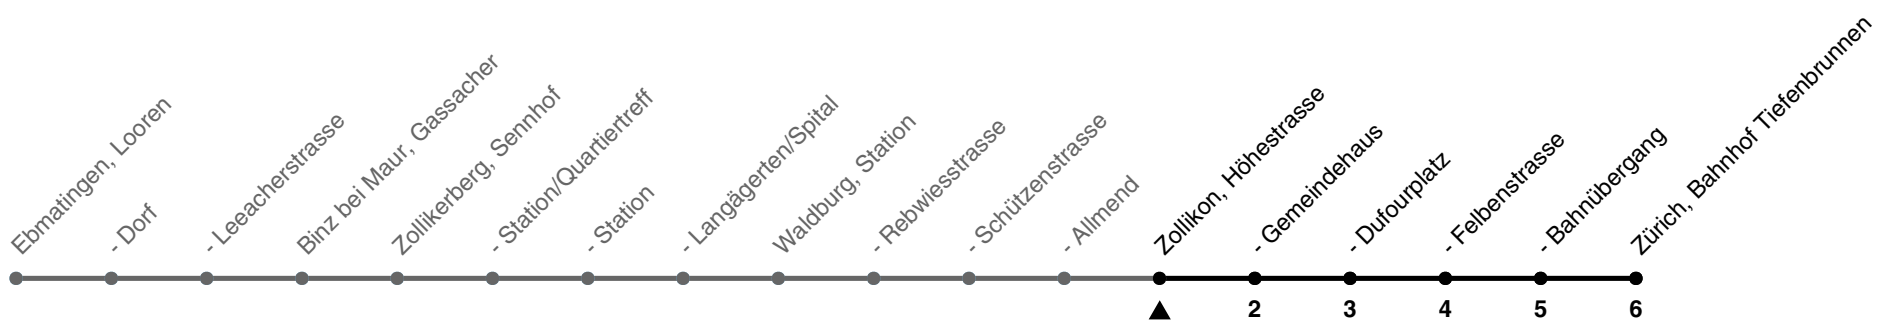 Ebmatingen, Looren
- Dorf
- Leeacherstrasse
Binz bei Maur, Gassacher
Zollikerberg, Sennhof
- Station/Quartiertreff
- Station
- Langägerten/Spital
Waldburg, Station
- Rebwiesstrasse
- Schützenstrasse
- Allmend
Zollikon, Höhestrasse
- Gemeindehaus
- Dufourplatz
- Felbenstrasse
- Bahnübergang
Zürich, Bahnhof Tiefenbrunnen
2 3 4 5 6